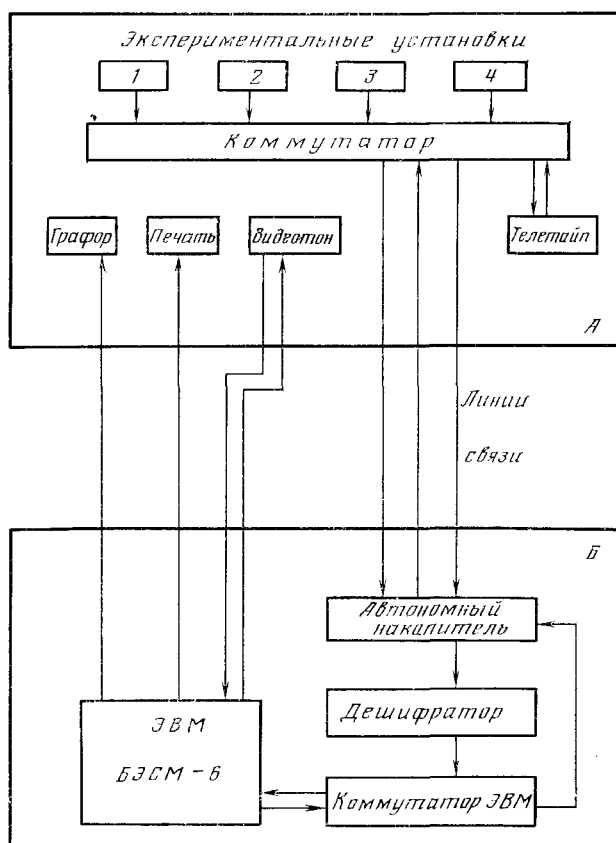 Экспериментальные установки
1 2 3 4
Коммутатор
Графор Печать Видеотон Телетайп
А
Линии
связи
Б
Автономный
накапитель
Дешифратор
ЭВМ
БЭСМ-6
Коммутатор ЭВМ